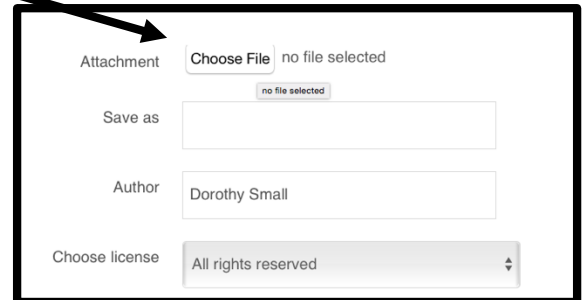 Attachment Choose File no file selected
no file selected
Save as
Author Dorothy Small
Choose license All rights reserved